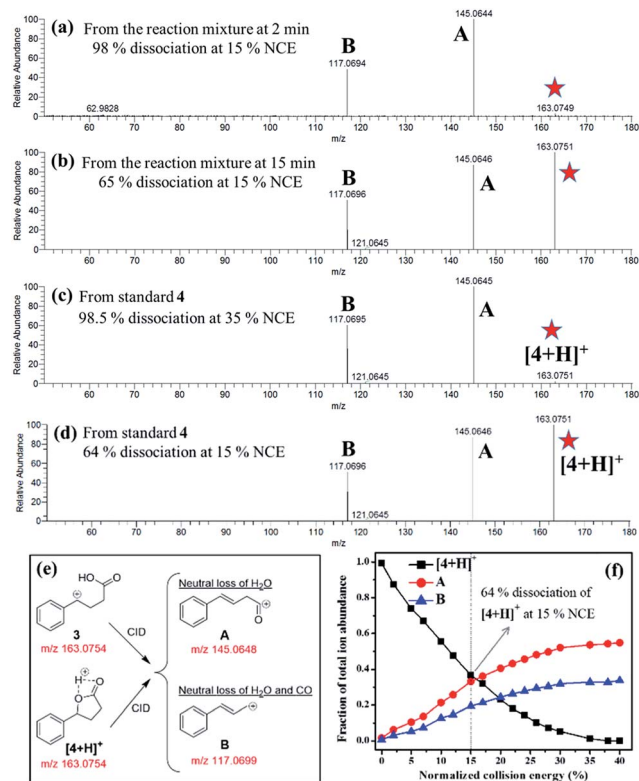 (a) From the reaction mixture at 2 min
98 % dissociation at 15 % NCE
Relative Abundance
100
80
60
40
20
0
62.9828
B
117.0694
A
145.0644
163.0749
60 70 80 90 100 110 120 130 140 150 160 170 180
m/z
(b) From the reaction mixture at 15 min
65 % dissociation at 15 % NCE
Relative Abundance
100
80
60
40
20
0
B
117.0696
121.0645
145.0646
A
163.0751
60 70 80 90 100 110 120 130 140 150 160 170 180
m/z
(c) From standard 4
98.5 % dissociation at 35 % NCE
Relative Abundance
100
80
60
40
20
0
B
117.0695
121.0645
145.0645
A
[4+H]+
163.0751
60 70 80 90 100 110 120 130 140 150 160 170 180
m/z
(d) From standard 4
64 % dissociation at 15 % NCE
Relative Abundance
100
80
60
40
20
0
B
117.0696
121.0645
145.0646
A
163.0751
[4+H]+
60 70 80 90 100 110 120 130 140 150 160 170 180
m/z
(e)
HO
O
3
m/z 163.0754
CID
H
O
O
[4+H]+
m/z 163.0754
CID
Neutral loss of H2O
O
A
m/z 145.0648
Neutral loss of H2O and CO
B
m/z 117.0699
(f)
Fraction of total ion abundance
1.0
0.8
0.6
0.4
0.2
0.0
[4+H]+
A
B
64 % dissociation of
[4+H]+ at 15 % NCE
0 5 10 15 20 25 30 35 40
Normalized collision energy (%)